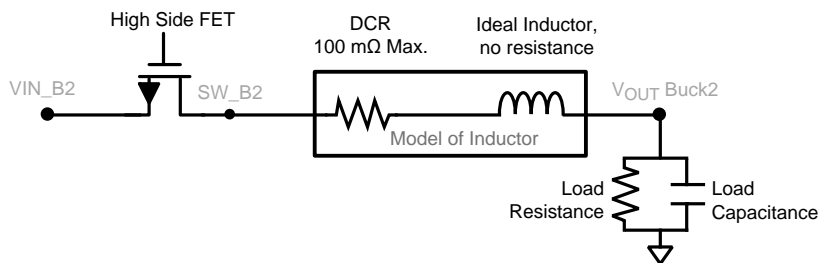 High Side FET
DCR
100 mΩ Max.
Ideal Inductor,
no resistance
VIN_B2
SW_B2
VOUT Buck2
Model of Inductor
Load
Resistance
Load
Capacitance